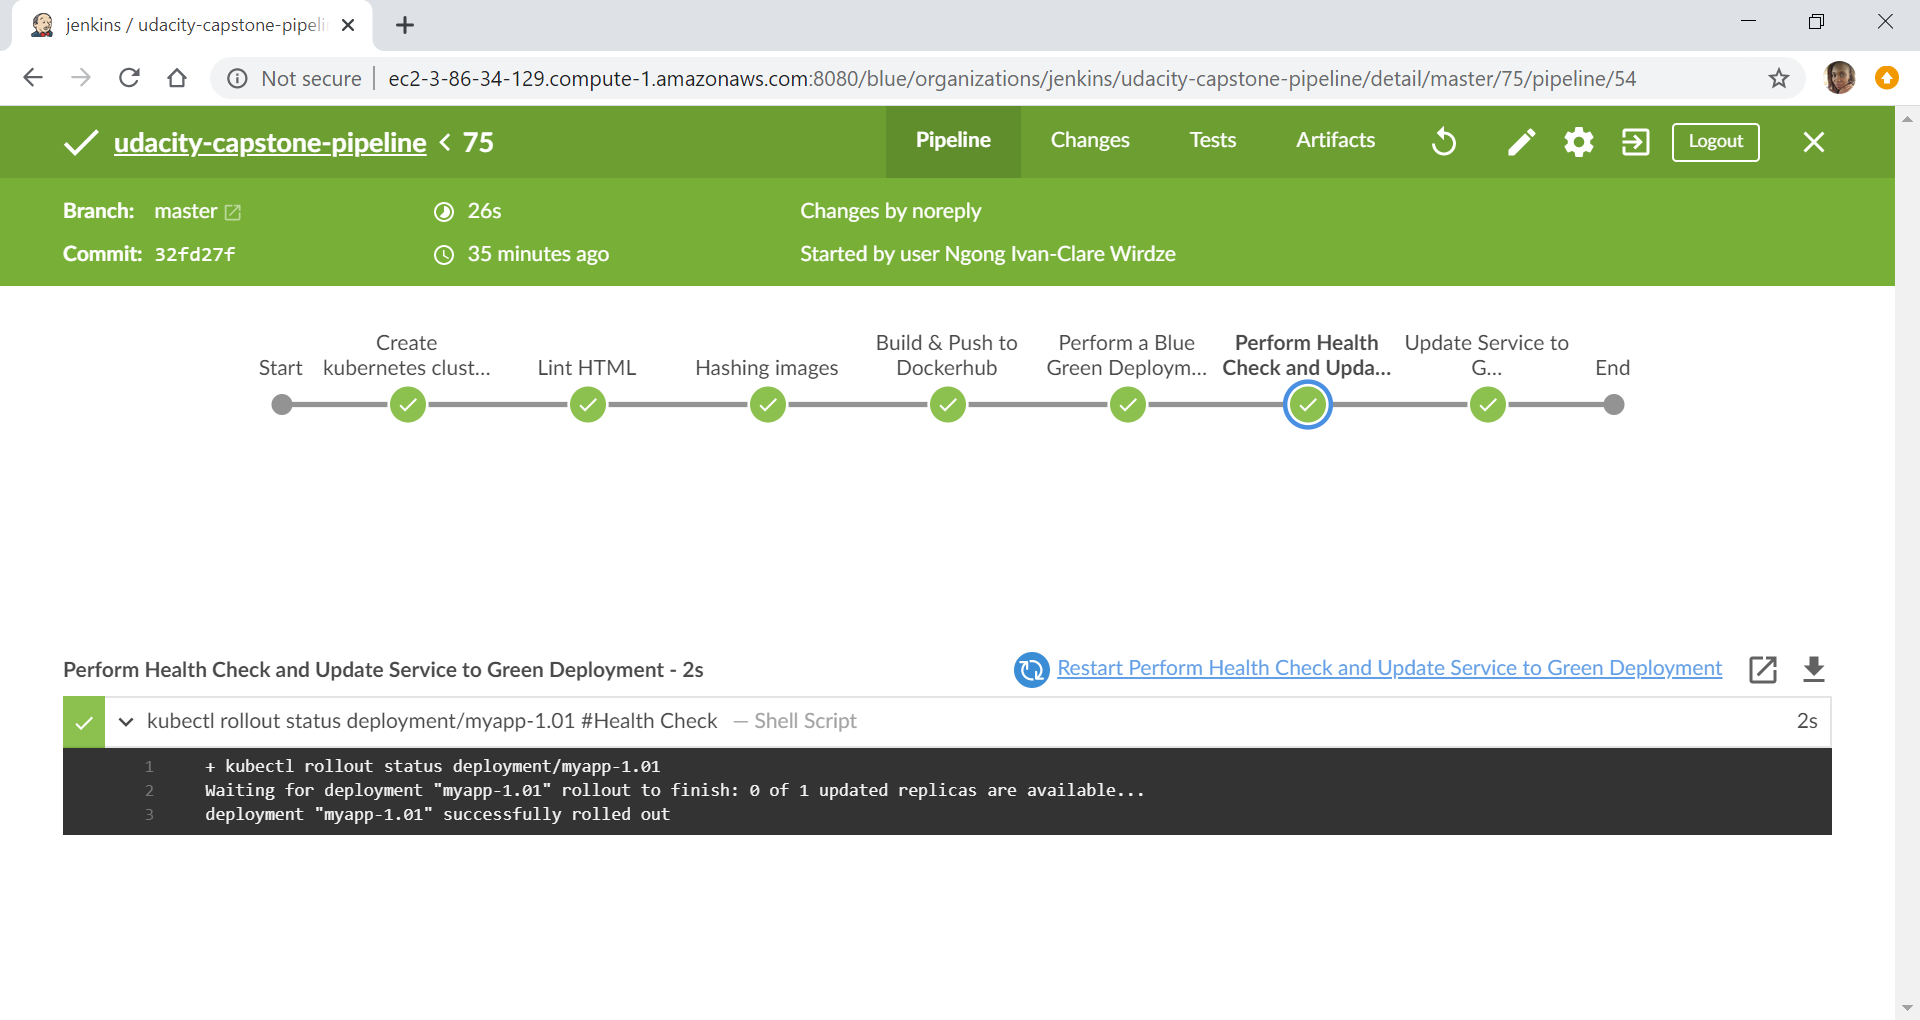 jenkins / udacity-capstone-pipeli
Not secure
ec2-3-86-34-129.compute-1.amazonaws.com:8080/blue/organizations/jenkins/udacity-capstone-pipeline/detail/master/75/pipeline/54
udacity-capstone-pipeline < 75
Pipeline
Changes
Tests
Artifacts
Logout
Branch: master
26s
Changes by noreply
Commit: 32fd27f
35 minutes ago
Started by user Ngong Ivan-Clare Wirdze
Start
Create
kubernetes clust...
Lint HTML
Hashing images
Build & Push to
Dockerhub
Perform a Blue
Green Deploym...
Perform Health
Check and Upda...
Update Service to
G...
End
Perform Health Check and Update Service to Green Deployment - 2s
Restart Perform Health Check and Update Service to Green Deployment
kubectl rollout status deployment/myapp-1.01 #Health Check — Shell Script
2s
1 + kubectl rollout status deployment/myapp-1.01
2 Waiting for deployment "myapp-1.01" rollout to finish: 0 of 1 updated replicas are available...
3 deployment "myapp-1.01" successfully rolled out